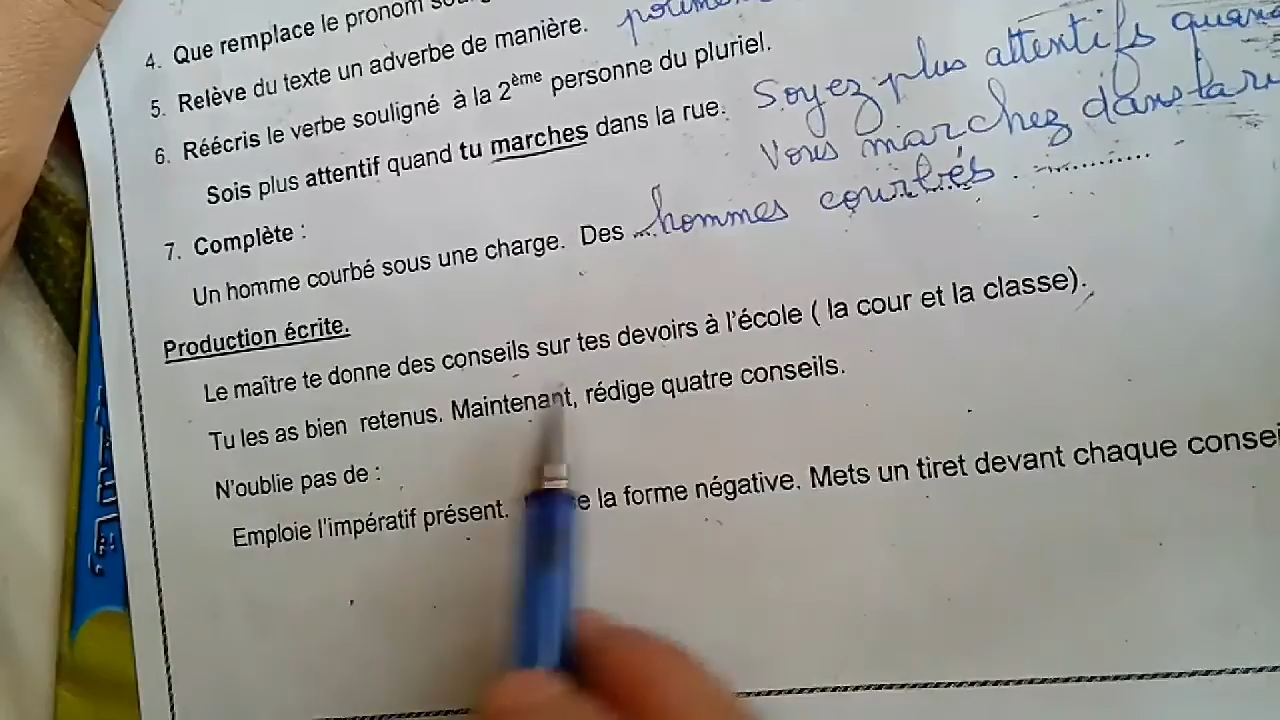 4. Que remplace le pronom
5. Relève du texte un adverbe de manière.
6. Réécris le verbe souligné à la 2ème personne du pluriel.
Sois plus attentif quand tu marches dans la rue. Soyez plus attentifs quand
Vous marchez dans la ru
7. Complète :
Un homme courbé sous une charge. Des hommes courbés
Production écrite.
Le maître te donne des conseils sur tes devoirs à l'école ( la cour et la classe).
Tu les as bien retenus. Maintenant, rédige quatre conseils.
N'oublie pas de :
Emploie l'impératif présent. la forme négative. Mets un tiret devant chaque consei